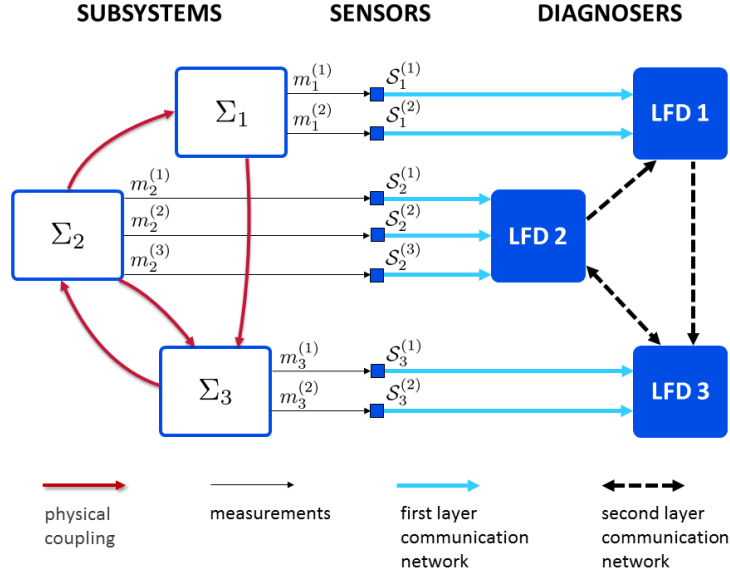 SUBSYSTEMS SENSORS DIAGNOSERS
Σ₁
m₁⁽¹⁾
m₁⁽²⁾
S₁⁽¹⁾
S₁⁽²⁾
LFD 1
Σ₂
m₂⁽¹⁾
m₂⁽²⁾
m₂⁽³⁾
S₂⁽¹⁾
S₂⁽²⁾
S₂⁽³⁾
LFD 2
Σ₃
m₃⁽¹⁾
m₃⁽²⁾
S₃⁽¹⁾
S₃⁽²⁾
LFD 3
physical
coupling
measurements
first layer
communication
network
second layer
communication
network